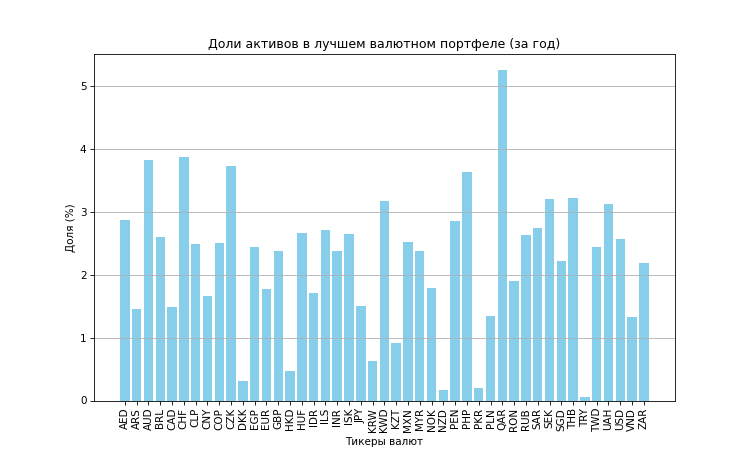 Доли активов в лучшем валютном портфеле (за год)
Доля (%)
5
4
3
2
1
0
AED ARS AUD BRL CAD CHF CLP CNY COP CZK DKK EGP EUR GBP HKD HUF IDR ILS INR ISK JPY KRW KWD KZT MXN MYR NOK NZD PEN PHP PKR PLN QAR RON RUB SAR SEK SGD THB TRY TWD UAH USD VND ZAR
Тикеры валют